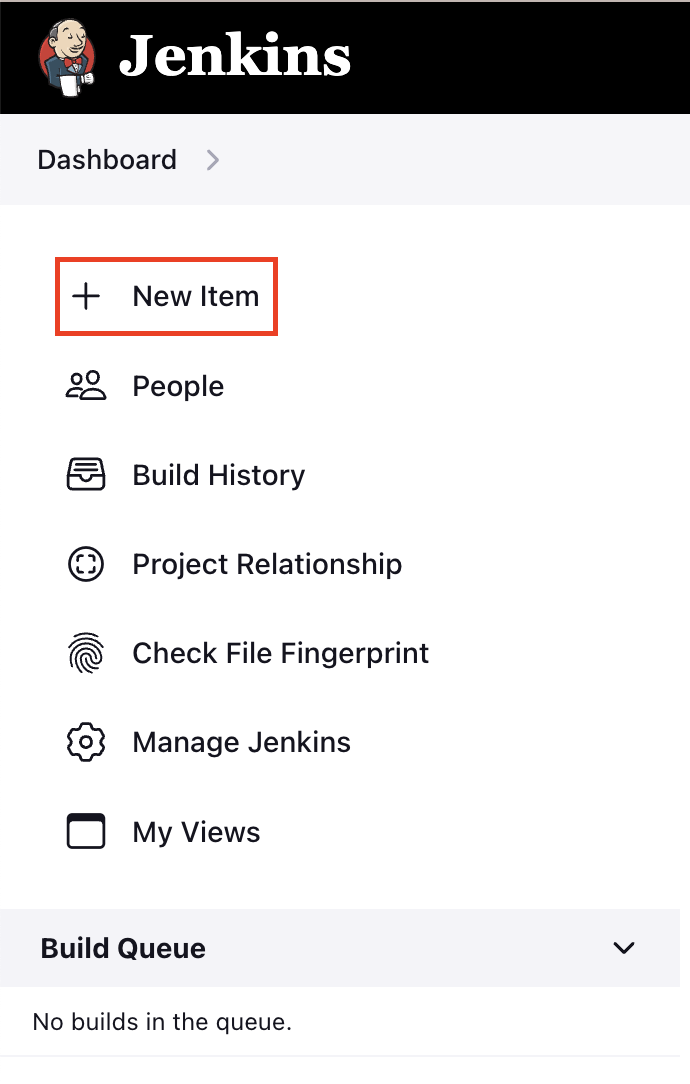 Jenkins
Dashboard
New Item
People
Build History
Project Relationship
Check File Fingerprint
Manage Jenkins
My Views
Build Queue
No builds in the queue.